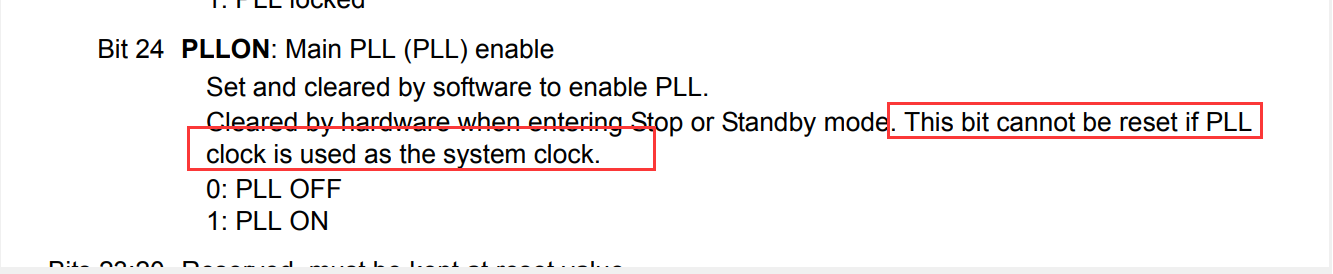 1: PLL locked
Bit 24 PLLON: Main PLL (PLL) enable
Set and cleared by software to enable PLL.
Cleared by hardware when entering Stop or Standby mode. This bit cannot be reset if PLL
clock is used as the system clock.
0: PLL OFF
1: PLL ON
Bits 23:20 Reserved, must be kept at reset value.